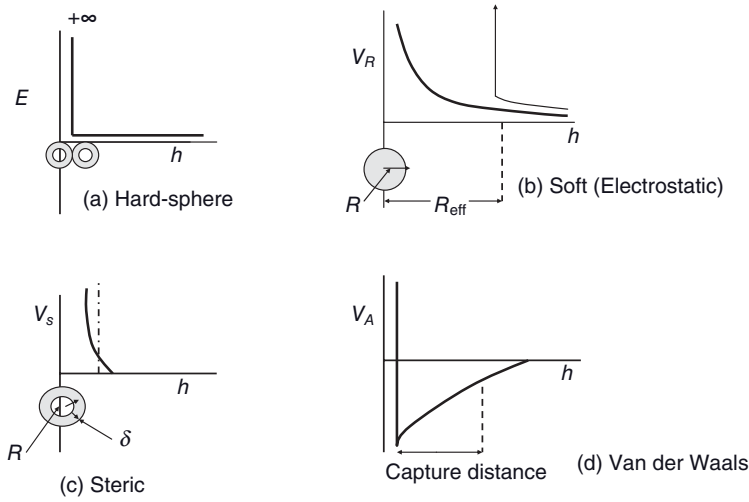 +∞
E
h
(a) Hard-sphere
V_R
h
R
R_eff
(b) Soft (Electrostatic)
V_s
h
R
δ
(c) Steric
V_A
h
Capture distance
(d) Van der Waals